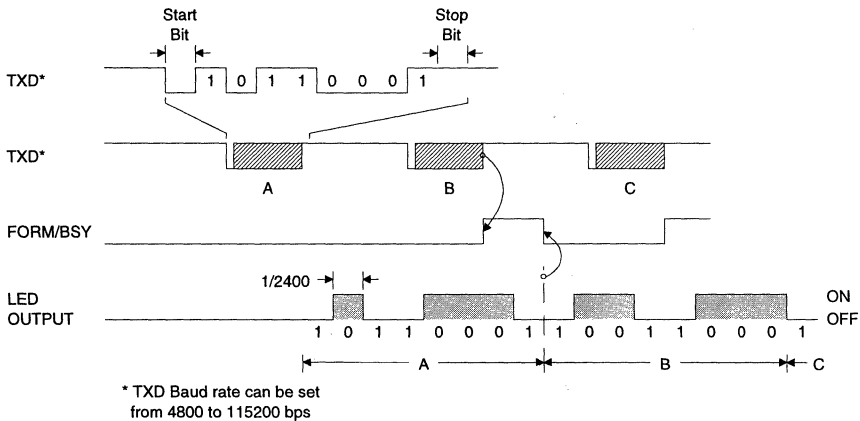 Start
Bit
Stop
Bit
TXD*
1 0 1 1 0 0 0 1
TXD*
A B C
FORM/BSY
1/2400
LED
OUTPUT
ON
OFF
1 0 1 1 0 0 0 1 1 0 0 1 1 0 0 0 1
A B C
* TXD Baud rate can be set
from 4800 to 115200 bps